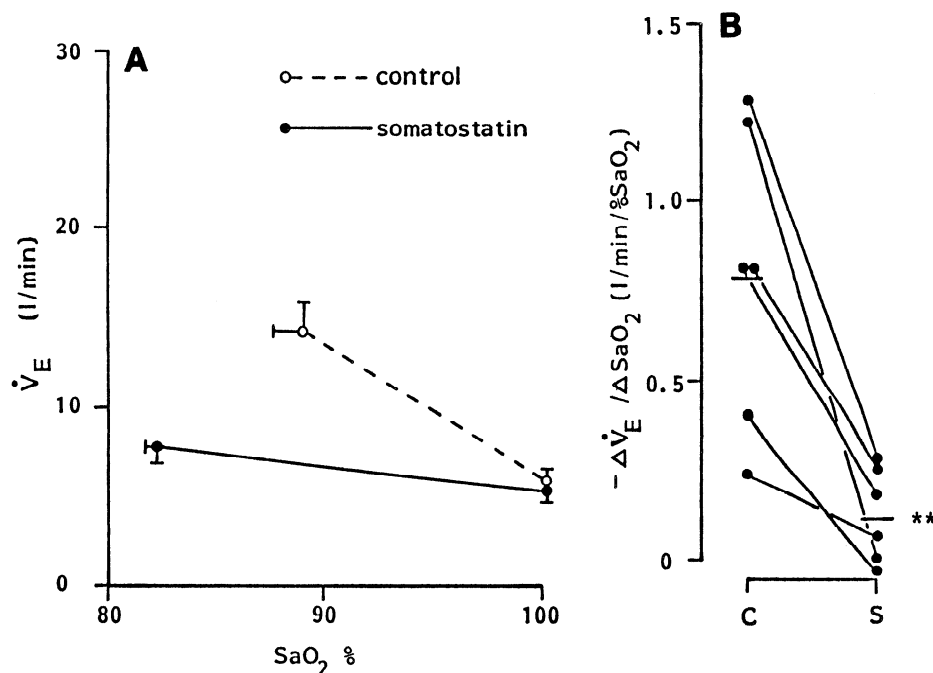 A
30
20
10
0
80
90
100
V̇E (l/min)
SaO2 %
control
somatostatin
B
1.5
1.0
0.5
0
− ΔV̇E /ΔSaO2 (l/min/%SaO2)
C
S
**